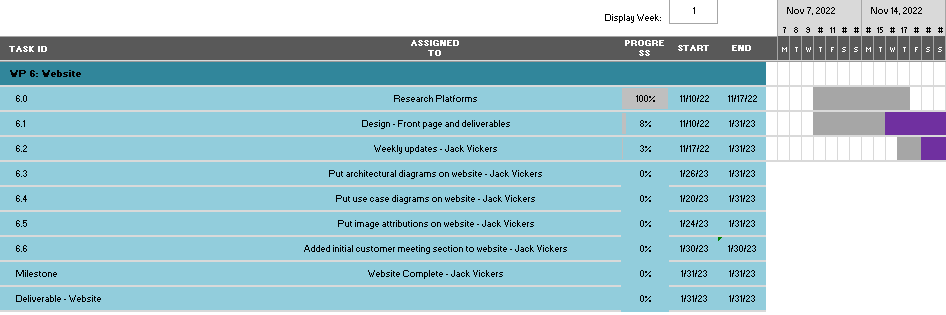 Display Week: 1 Nov 7, 2022 Nov 14, 2022
7 8 9 # 11 # # # 15 # 17 # # #
TASK ID ASSIGNED TO PROGRESS START END M T W T F S S M T W T F S S
WP 6: Website
6.0 Research Platforms 100% 11/10/22 11/17/22
6.1 Design - Front page and deliverables 8% 11/10/22 1/31/23
6.2 Weekly updates - Jack Vickers 3% 11/17/22 1/31/23
6.3 Put architectural diagrams on website - Jack Vickers 0% 1/26/23 1/31/23
6.4 Put use case diagrams on website - Jack Vickers 0% 1/20/23 1/31/23
6.5 Put image attributions on website - Jack Vickers 0% 1/24/23 1/31/23
6.6 Added initial customer meeting section to website - Jack Vickers 0% 1/30/23 1/30/23
Milestone Website Complete - Jack Vickers 0% 1/31/23 1/31/23
Deliverable - Website 0% 1/31/23 1/31/23